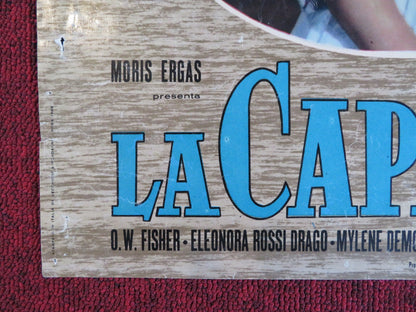 MORIS ERGAS
presenta
LA CAP
O.W. FISHER • ELEONORA ROSSI DRAGO • MYLENE DEMO